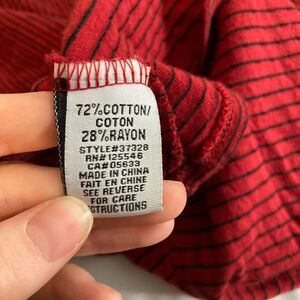 72%COTTON/
COTON
28%RAYON
STYLE#37328
RN#125546
CA#05633
MADE IN CHINA
FAIT EN CHINE
SEE REVERSE
FOR CARE
INSTRUCTIONS